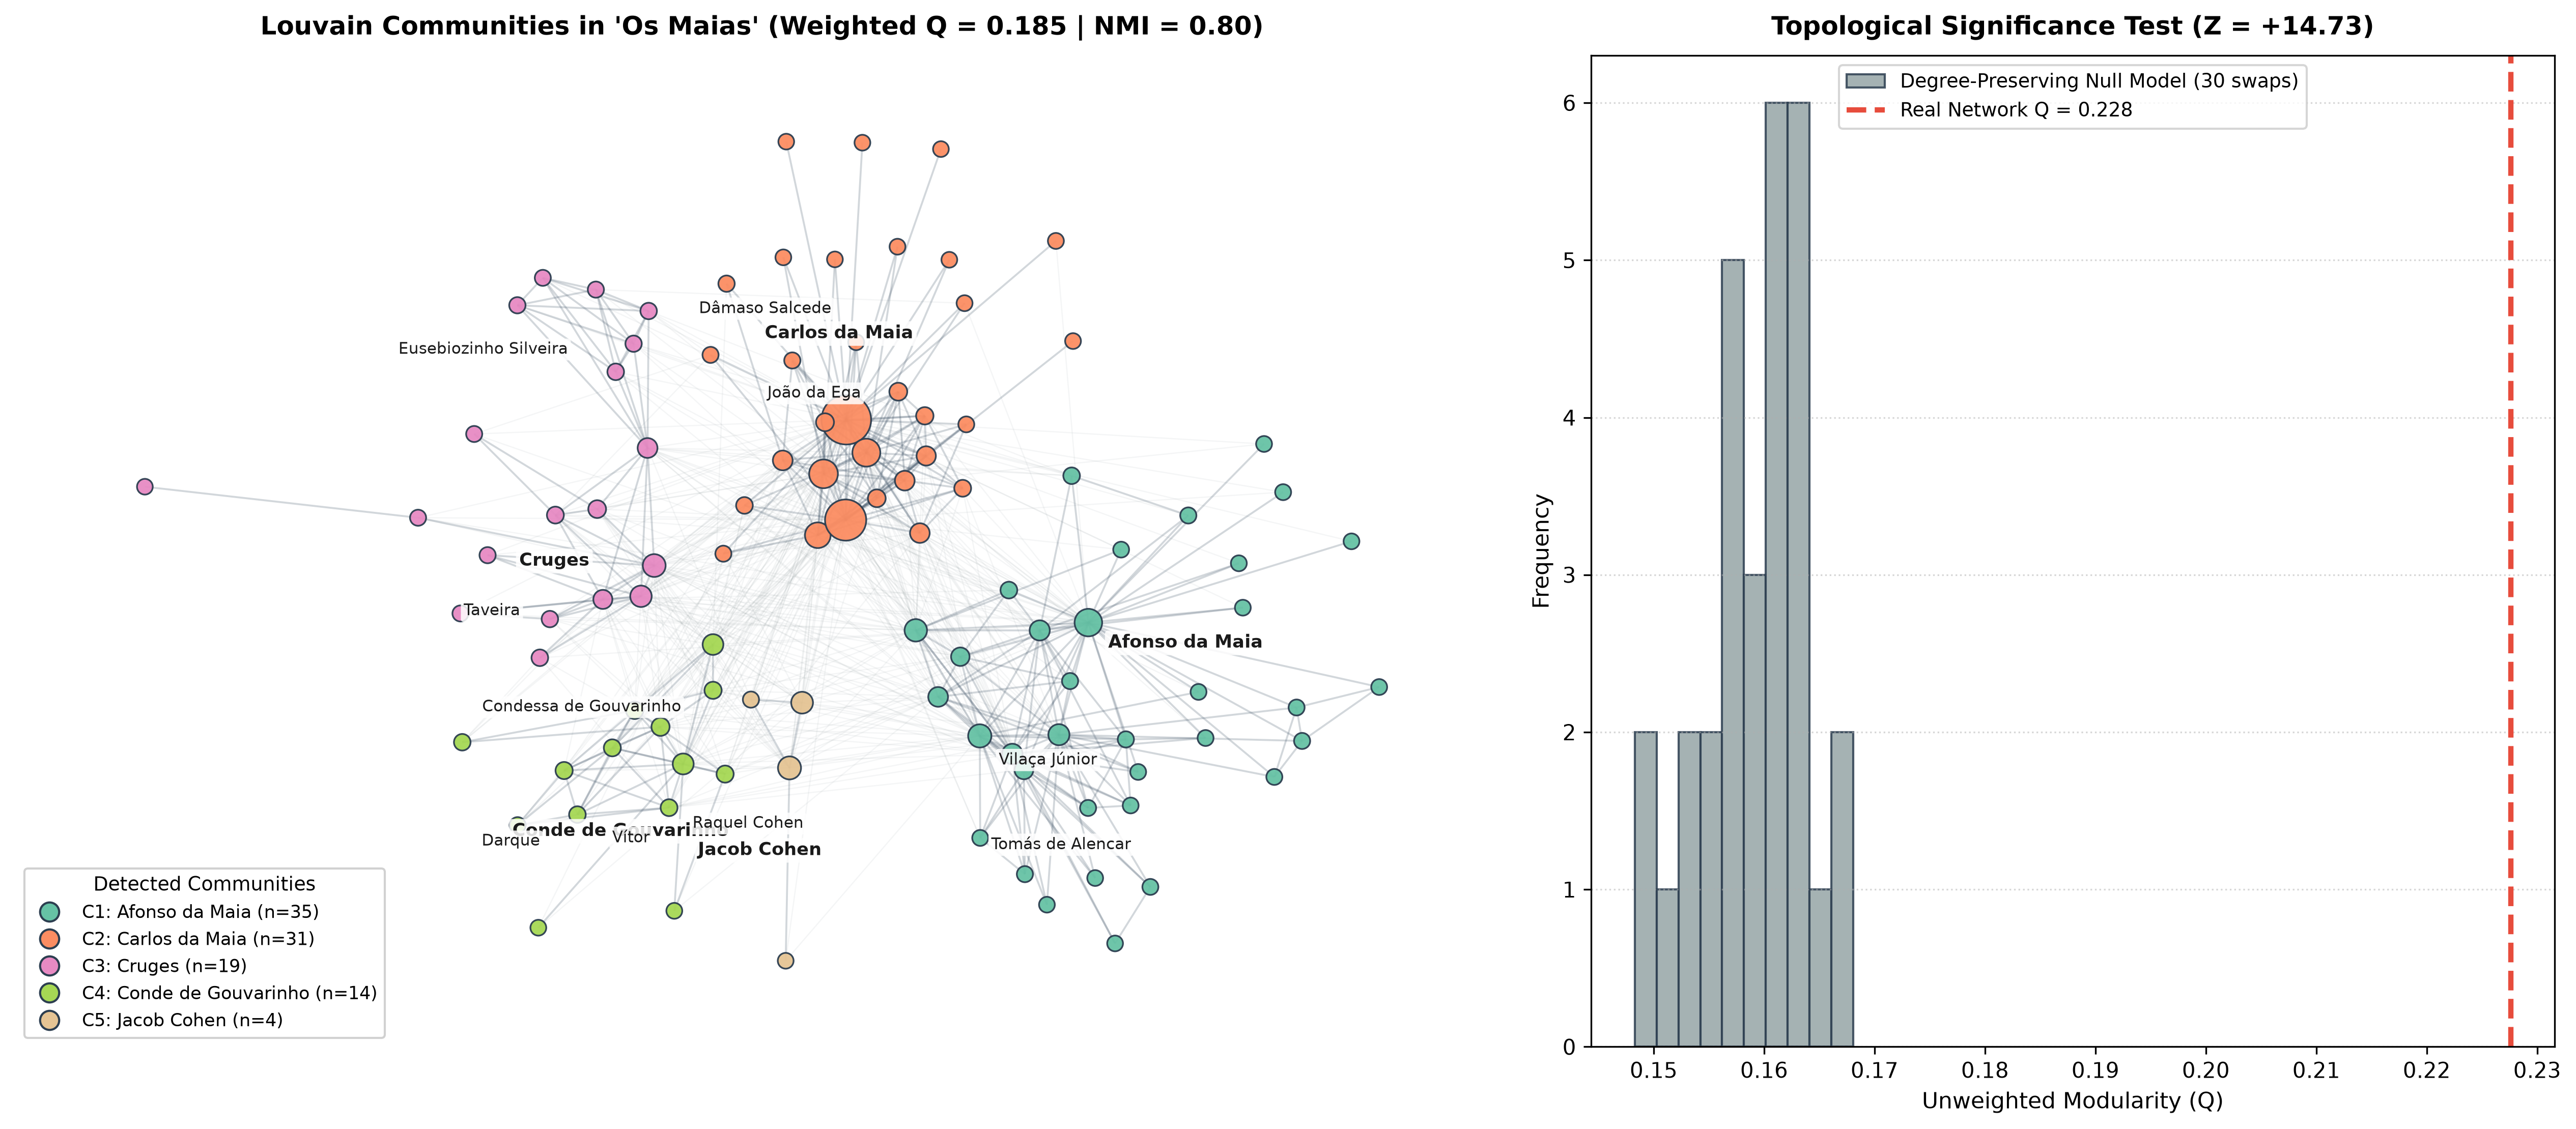 Louvain Communities in 'Os Maias' (Weighted Q = 0.185 | NMI = 0.80)
Dâmaso Salcede
Carlos da Maia
Eusebiozinho Silveira
João da Ega
Cruges
Taveira
Afonso da Maia
Condessa de Gouvarinho
Vilaça Júnior
Raquel Cohen
Conde de Gouvarinho
Vitor
Darque
Tomás de Alencar
Jacob Cohen
Detected Communities
C1: Afonso da Maia (n=35)
C2: Carlos da Maia (n=31)
C3: Cruges (n=19)
C4: Conde de Gouvarinho (n=14)
C5: Jacob Cohen (n=4)
Topological Significance Test (Z = +14.73)
Degree-Preserving Null Model (30 swaps)
Real Network Q = 0.228
Frequency
6
5
4
3
2
1
0
0.15 0.16 0.17 0.18 0.19 0.20 0.21 0.22 0.23
Unweighted Modularity (Q)